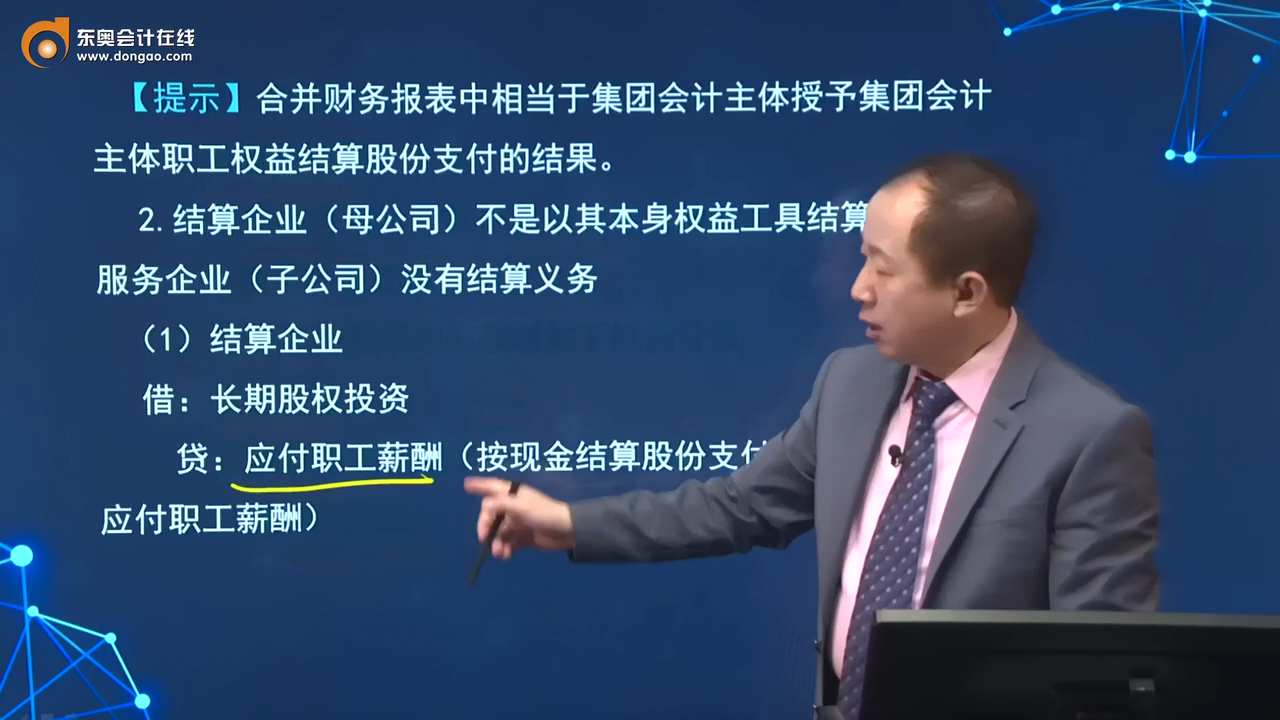 东奥会计在线
www.dongao.com
【提示】合并财务报表中相当于集团会计主体授予集团会计
主体职工权益结算股份支付的结果。
2.结算企业（母公司）不是以其本身权益工具结算
服务企业（子公司）没有结算义务
（1）结算企业
借：长期股权投资
贷：应付职工薪酬（按现金结算股份支付
应付职工薪酬）